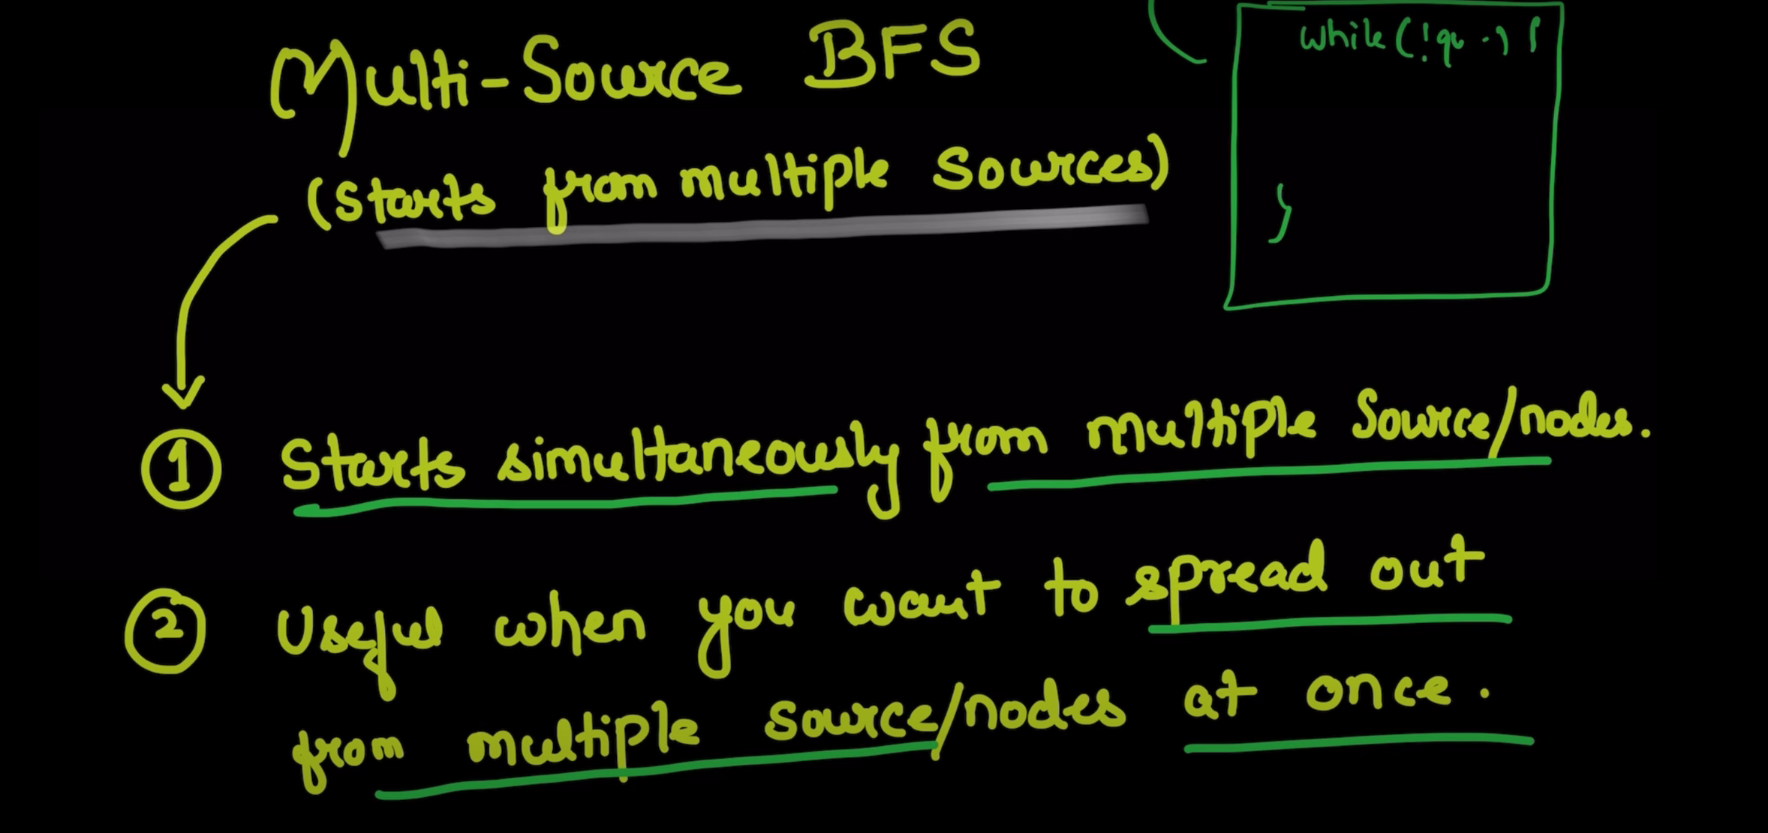 Multi-Source BFS
while(!qu..) {
(Starts from multiple Sources)
}
① Starts simultaneously from multiple Source/nodes.
② Useful when you want to spread out
from multiple source/nodes at once.